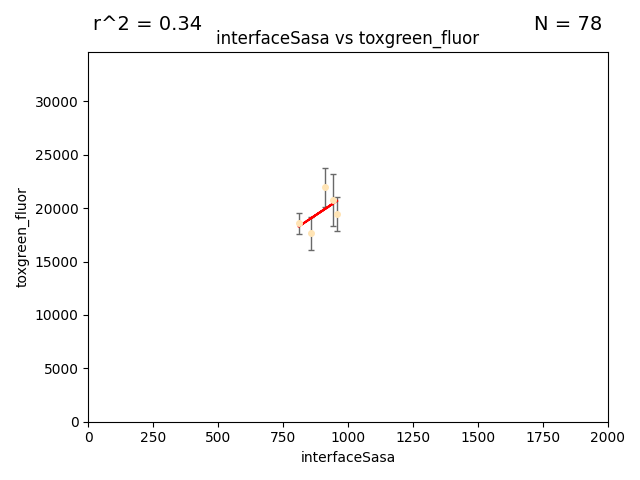 r^2 = 0.34
N = 78
interfaceSasa vs toxgreen_fluor
30000
25000
20000
15000
10000
5000
0
toxgreen_fluor
0 250 500 750 1000 1250 1500 1750 2000
interfaceSasa